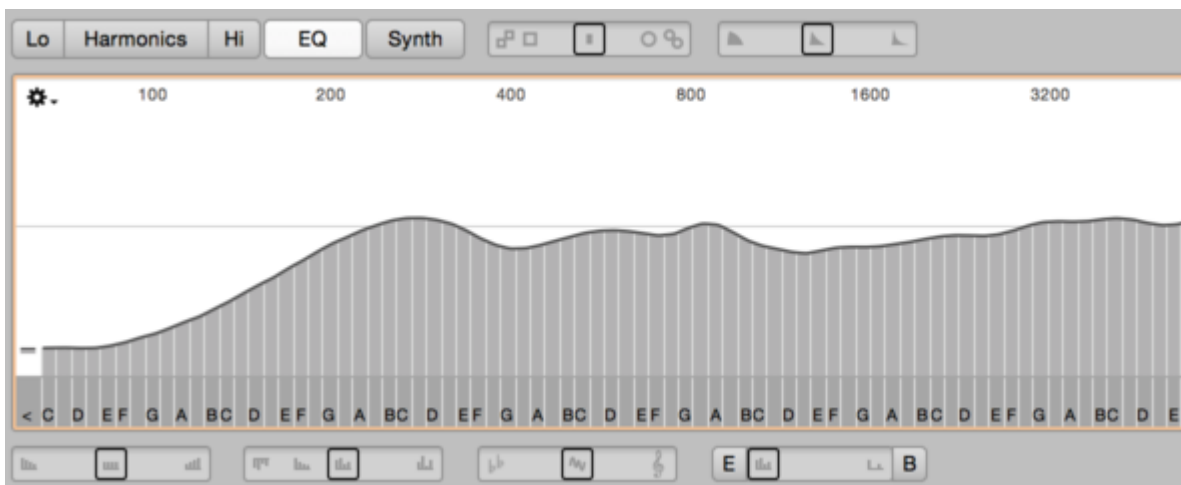 Lo Harmonics Hi EQ Synth
100 200 400 800 1600 3200
< C D E F G A B C D E F G A B C D E F G A B C D E F G A B C D E F G A B C D E F G A B C D E
E B